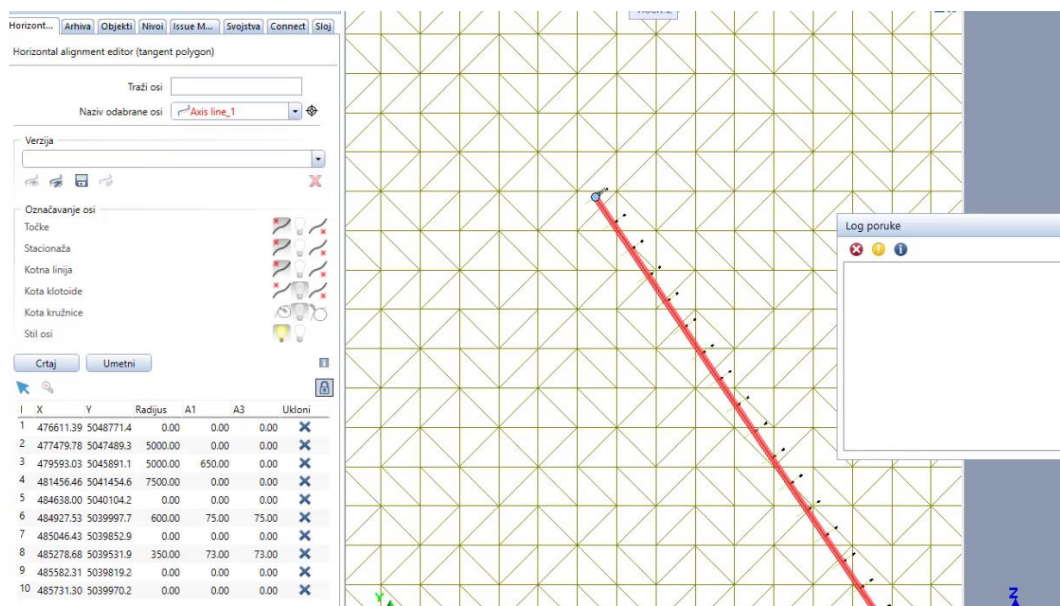 Horizont... Arhiva Objekti Nivoi Issue M... Svojstva Connect Sloj
Horizontal alignment editor (tangent polygon)
Traži osi
Naziv odabrane osi Axis line_1
Verzija
Označavanje osi
Točke
Stacionaža
Kotna linija
Kota klotoide
Kota kružnice
Stil osi
Crtaj Umetni
I X Y Radijus A1 A3 Ukloni
1 476611.39 5048771.4 0.00 0.00 0.00
2 477479.78 5047489.3 5000.00 0.00 0.00
3 479593.03 5045891.1 5000.00 650.00 0.00
4 481456.46 5041454.6 7500.00 0.00 0.00
5 484638.00 5040104.2 0.00 0.00 0.00
6 484927.53 5039997.7 600.00 75.00 75.00
7 485046.43 5039852.9 0.00 0.00 0.00
8 485278.68 5039531.9 350.00 73.00 73.00
9 485582.31 5039819.2 0.00 0.00 0.00
10 485731.30 5039970.2 0.00 0.00 0.00
Log poruke
Y
Z